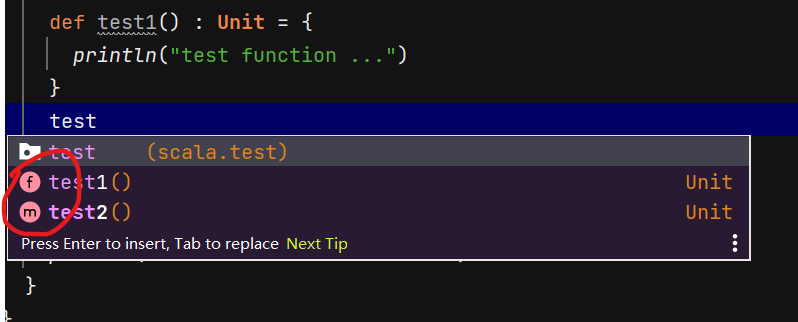 def test1() : Unit = {
println("test function ...")
}
test
test (scala.test)
f test1() Unit
m test2() Unit
Press Enter to insert, Tab to replace Next Tip
}
}